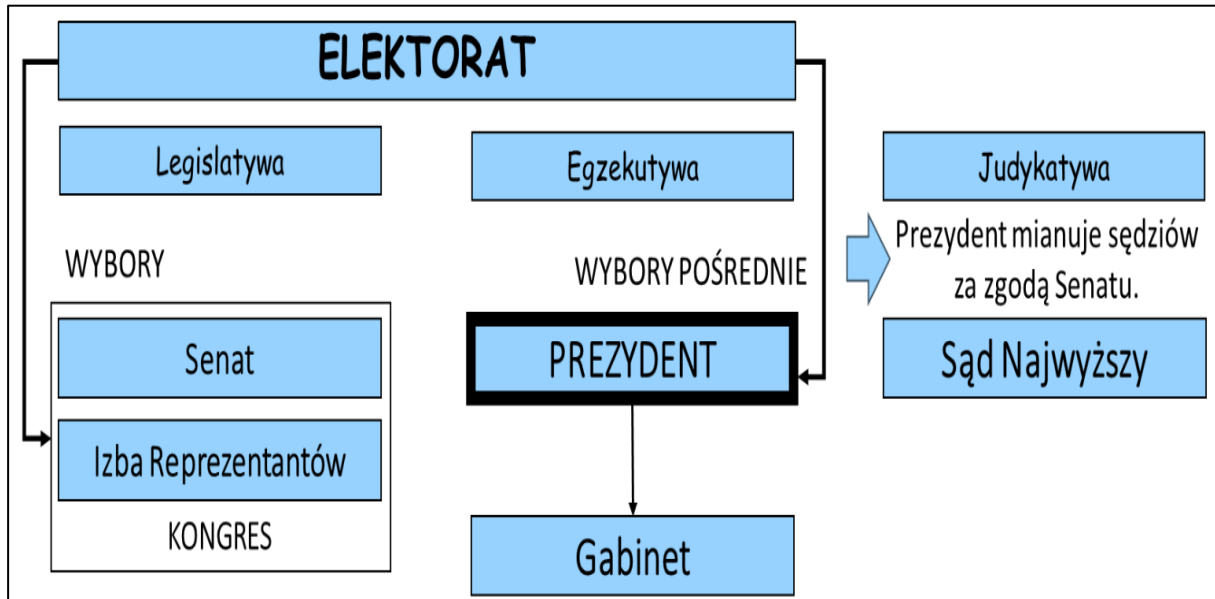 ELEKTORAT
Legislatywa
Egzekutywa
Judykatywa
WYBORY
WYBORY POŚREDNIE
Prezydent mianuje sędziów
za zgodą Senatu.
Senat
PREZYDENT
Sąd Najwyższy
Izba Reprezentantów
KONGRES
Gabinet